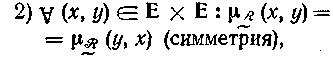 2) ∀ (x, y) ∈ E × E : μ_ℛ̰ (x, y) =
= μ_ℛ̰ (y, x) (симметрия),